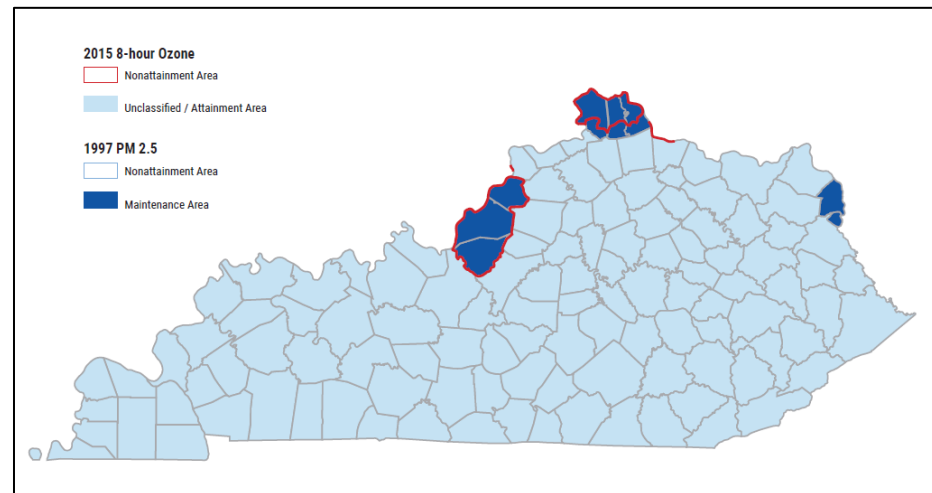 2015 8-hour Ozone
Nonattainment Area
Unclassified / Attainment Area
1997 PM 2.5
Nonattainment Area
Maintenance Area